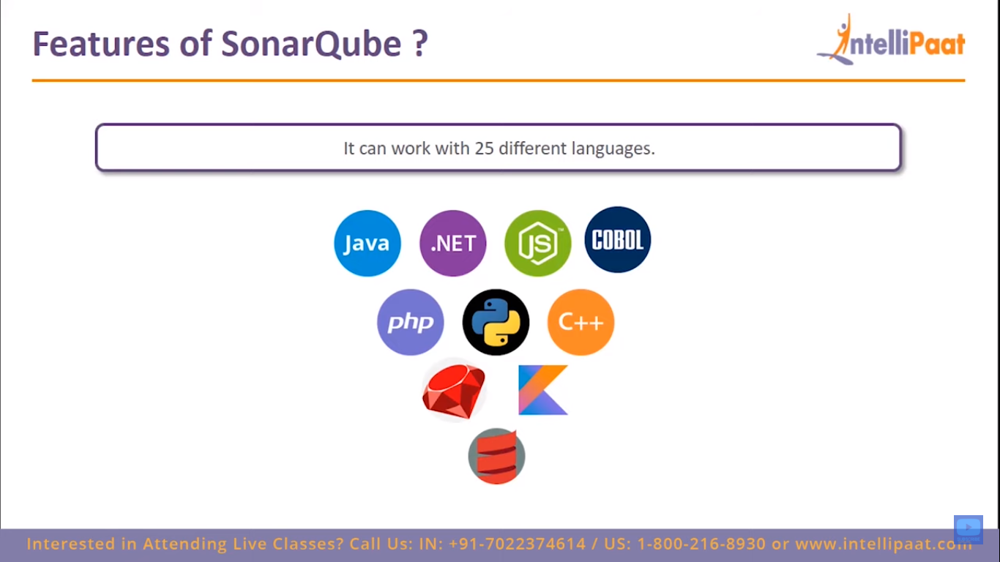 Features of SonarQube ?
IntelliPaat
It can work with 25 different languages.
Java
.NET
JS™
COBOL
php
C++
Interested in Attending Live Classes? Call Us: IN: +91-7022374614 / US: 1-800-216-8930 or www.intellipaat.com